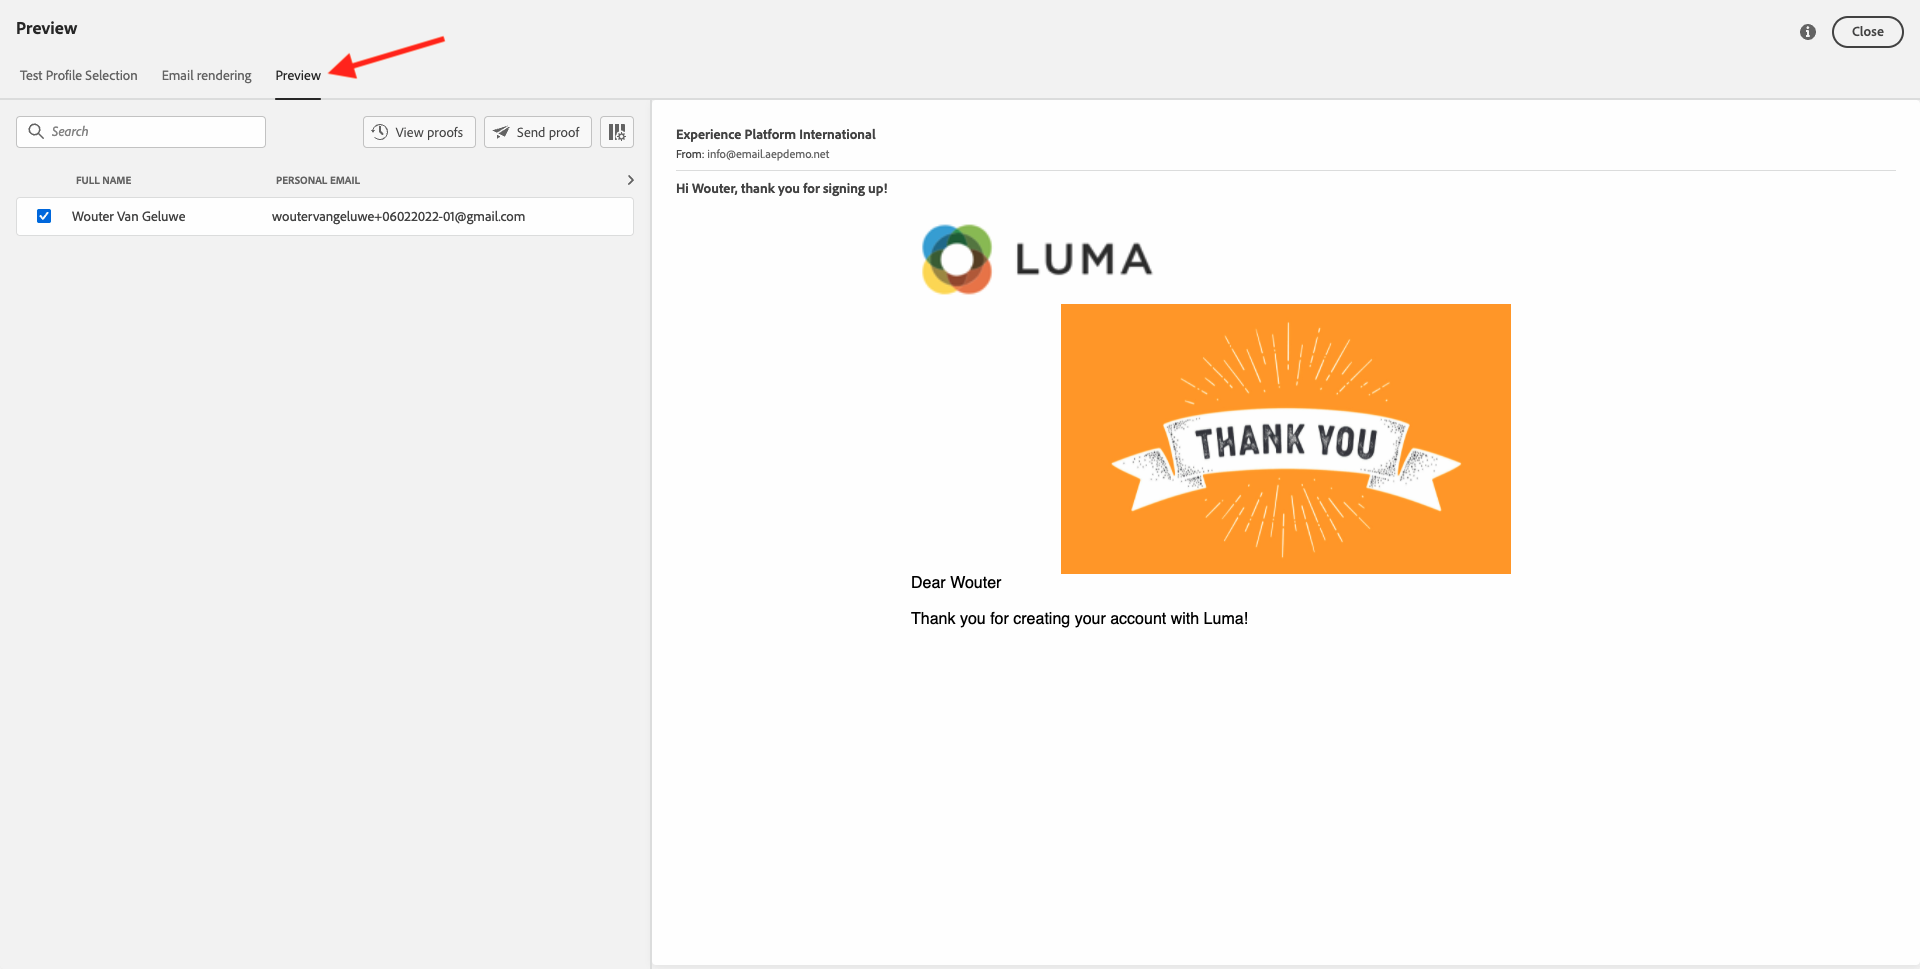 Preview
Close
Test Profile Selection Email rendering Preview
Search View proofs Send proof
FULL NAME PERSONAL EMAIL
Wouter Van Geluwe woutervangeluwe+06022022-01@gmail.com
Experience Platform International
From: info@email.aepdemo.net
Hi Wouter, thank you for signing up!
LUMA
THANK YOU
Dear Wouter
Thank you for creating your account with Luma!